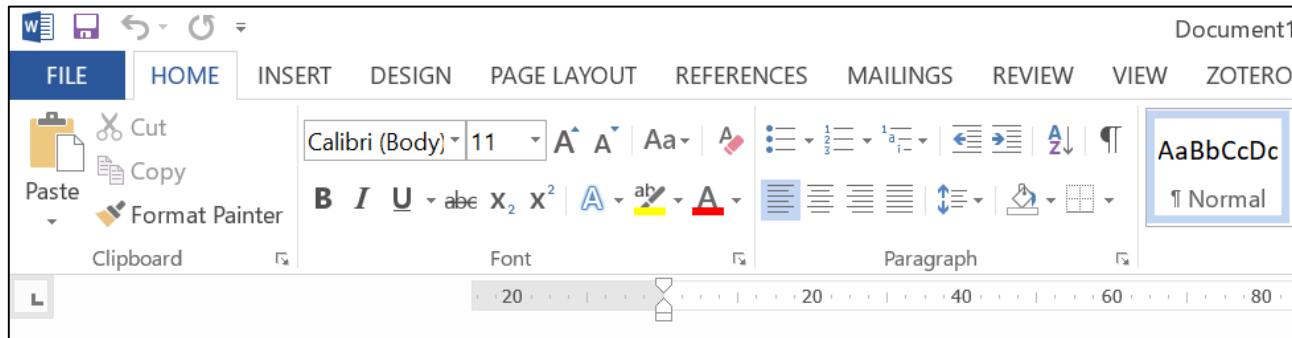 Document1
FILE HOME INSERT DESIGN PAGE LAYOUT REFERENCES MAILINGS REVIEW VIEW ZOTERO
Cut
Calibri (Body) 11 A A Aa A
Copy
AaBbCcDc
Paste
B I U abc X₂ X² A ab A
¶ Normal
Format Painter
Clipboard Font Paragraph
L 20 20 40 60 80